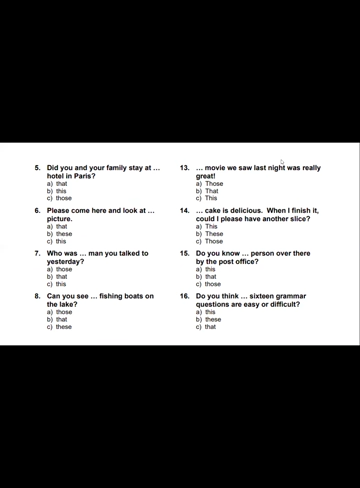 5. Did you and your family stay at ...
hotel in Paris?
a) that
b) this
c) those
6. Please come here and look at ...
picture.
a) that
b) these
c) this
7. Who was ... man you talked to
yesterday?
a) those
b) that
c) this
8. Can you see ... fishing boats on
the lake?
a) those
b) that
c) these
13. ... movie we saw last night was really
great!
a) Those
b) That
c) This
14. ... cake is delicious. When I finish it,
could I please have another slice?
a) This
b) These
c) Those
15. Do you know ... person over there
by the post office?
a) this
b) that
c) those
16. Do you think ... sixteen grammar
questions are easy or difficult?
a) this
b) these
c) that